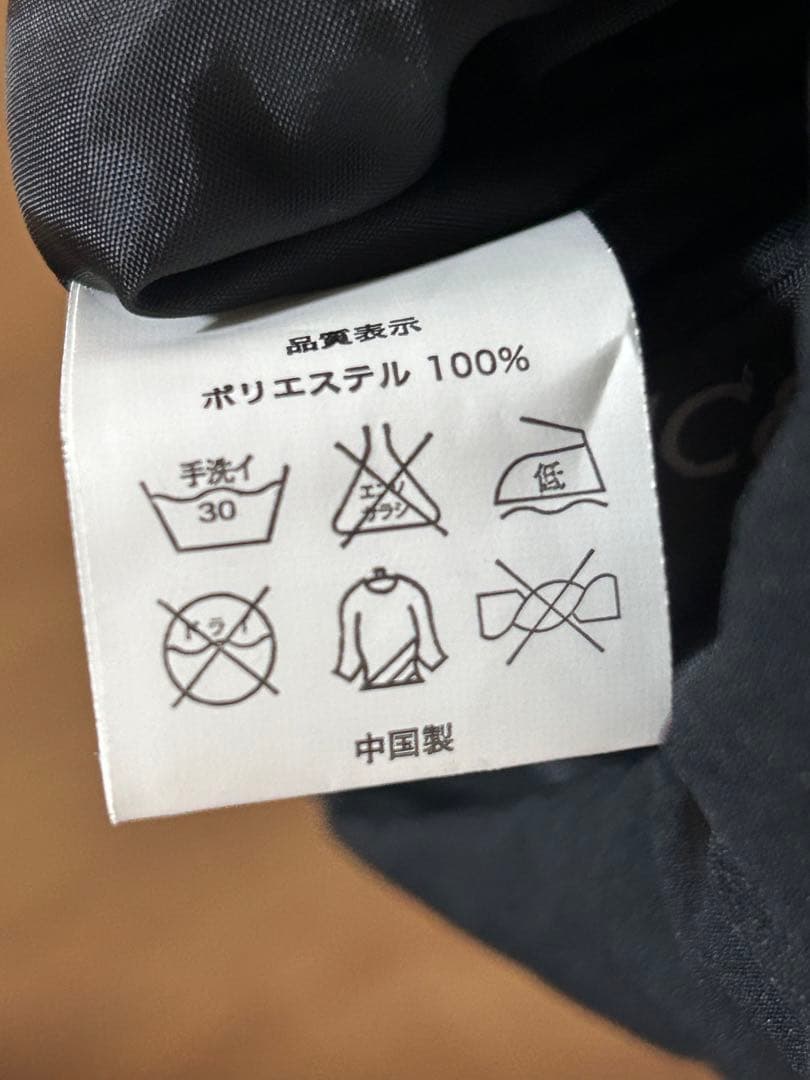 品質表示
ポリエステル 100%
手洗イ
30
エンソ
サラシ
低
ドライ
中国製